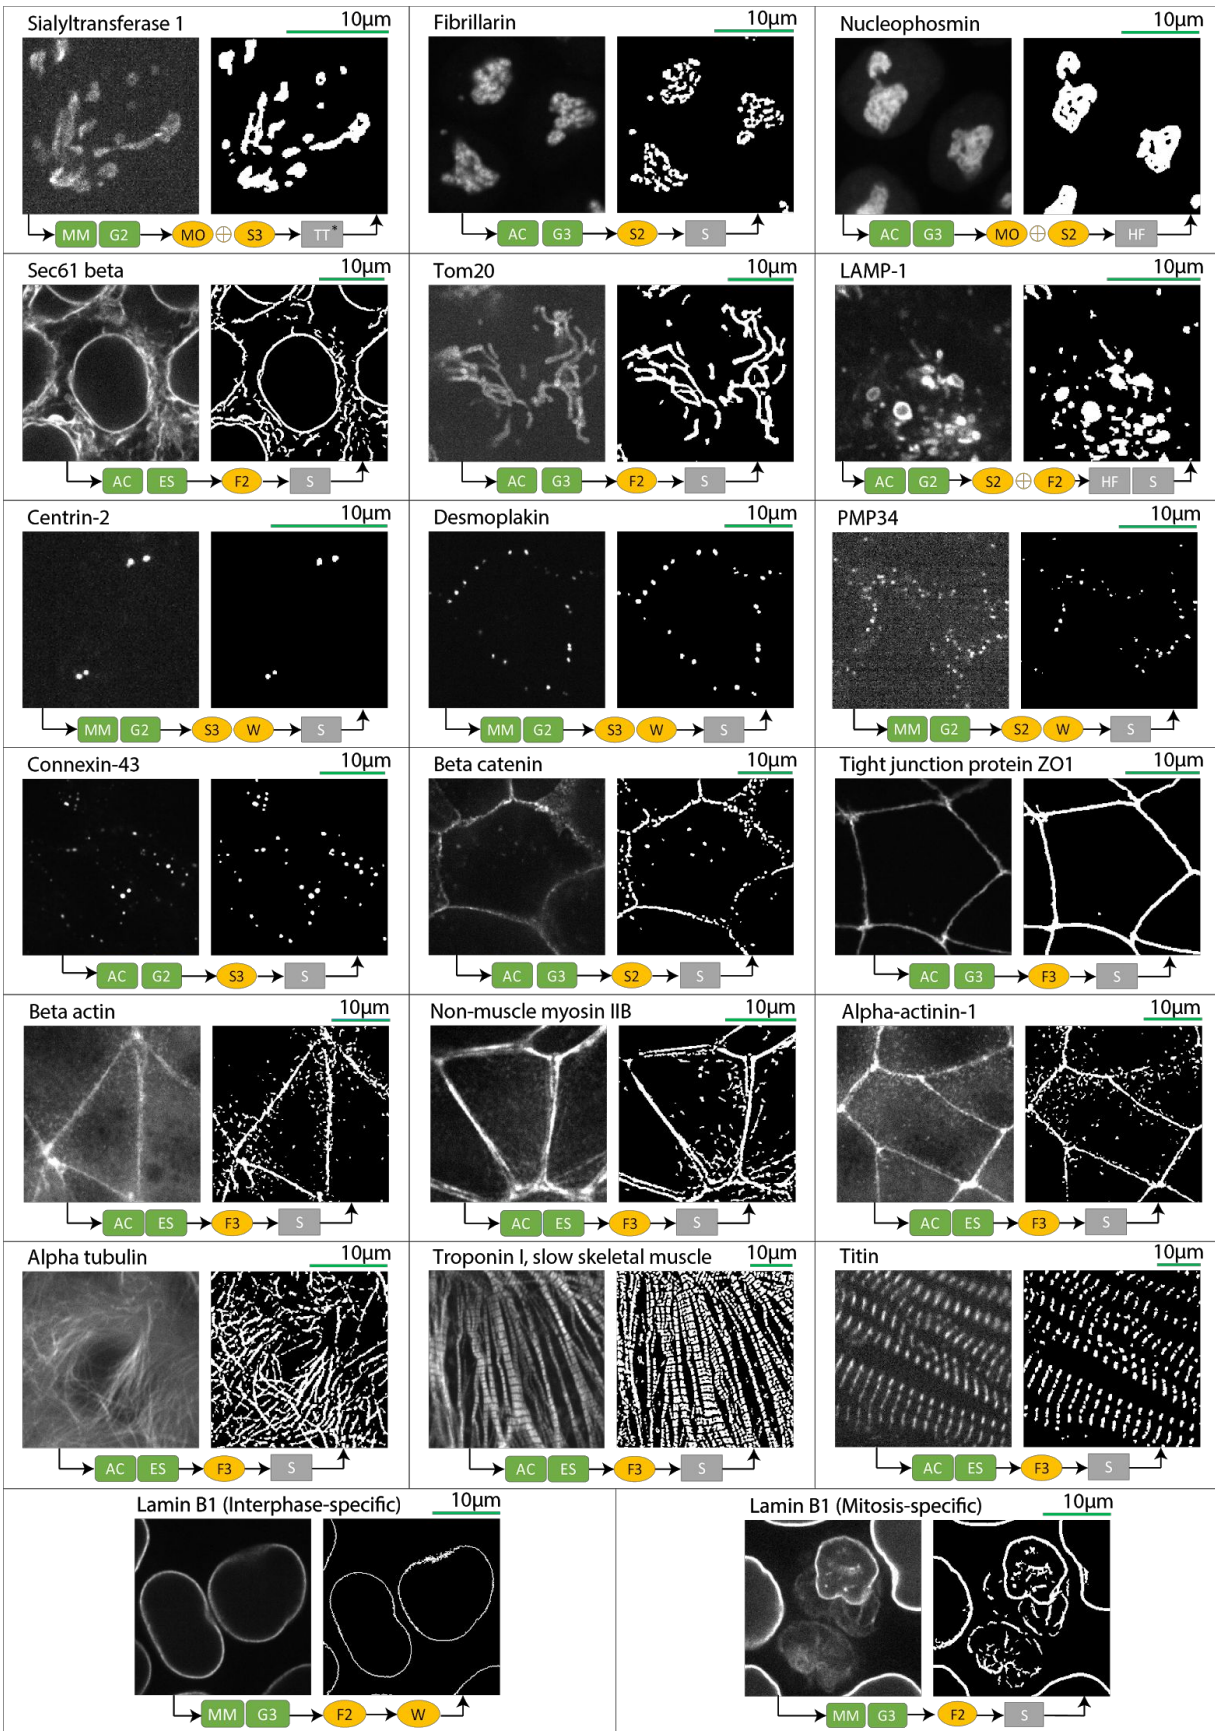 Sialyltransferase 1 10µm Fibrillarin 10µm Nucleophosmin 10µm
MM G2 MO S3 TT* AC G3 S2 S AC G3 MO S2 HF
Sec61 beta 10µm Tom20 10µm LAMP-1 10µm
AC ES F2 S AC G3 F2 S AC G2 S2 F2 HF S
Centrin-2 10µm Desmoplakin 10µm PMP34 10µm
MM G2 S3 W S MM G2 S3 W S MM G2 S2 W S
Connexin-43 10µm Beta catenin 10µm Tight junction protein ZO1 10µm
AC G2 S3 S AC G3 S2 S AC G3 F3 S
Beta actin 10µm Non-muscle myosin IIB 10µm Alpha-actinin-1 10µm
AC ES F3 S AC ES F3 S AC ES F3 S
Alpha tubulin 10µm Troponin I, slow skeletal muscle 10µm Titin 10µm
AC ES F3 S AC ES F3 S AC ES F3 S
Lamin B1 (Interphase-specific) 10µm Lamin B1 (Mitosis-specific) 10µm
MM G3 F2 W MM G3 F2 S